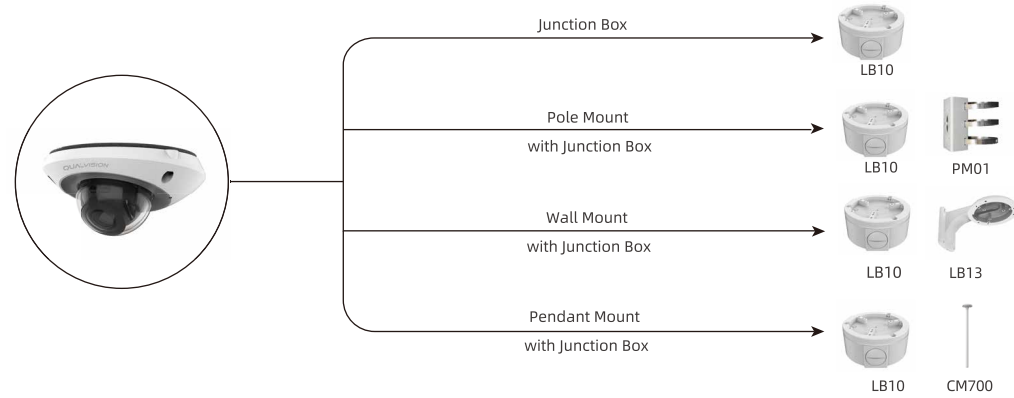 Junction Box
LB10
Pole Mount
with Junction Box
LB10
PM01
QUALVISION
Wall Mount
with Junction Box
LB10
LB13
Pendant Mount
with Junction Box
LB10
CM700